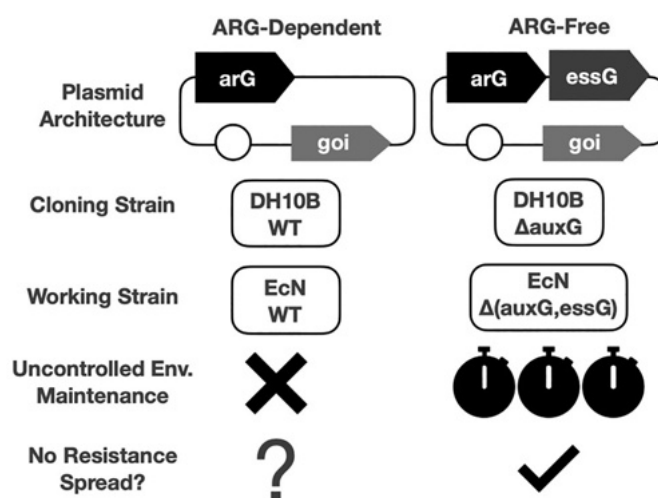 ARG-Dependent ARG-Free
Plasmid Architecture
arG
goi
arG essG
goi
Cloning Strain
DH10B
WT
DH10B
ΔauxG
Working Strain
EcN
WT
EcN
Δ(auxG,essG)
Uncontrolled Env.
Maintenance
No Resistance
Spread?
?